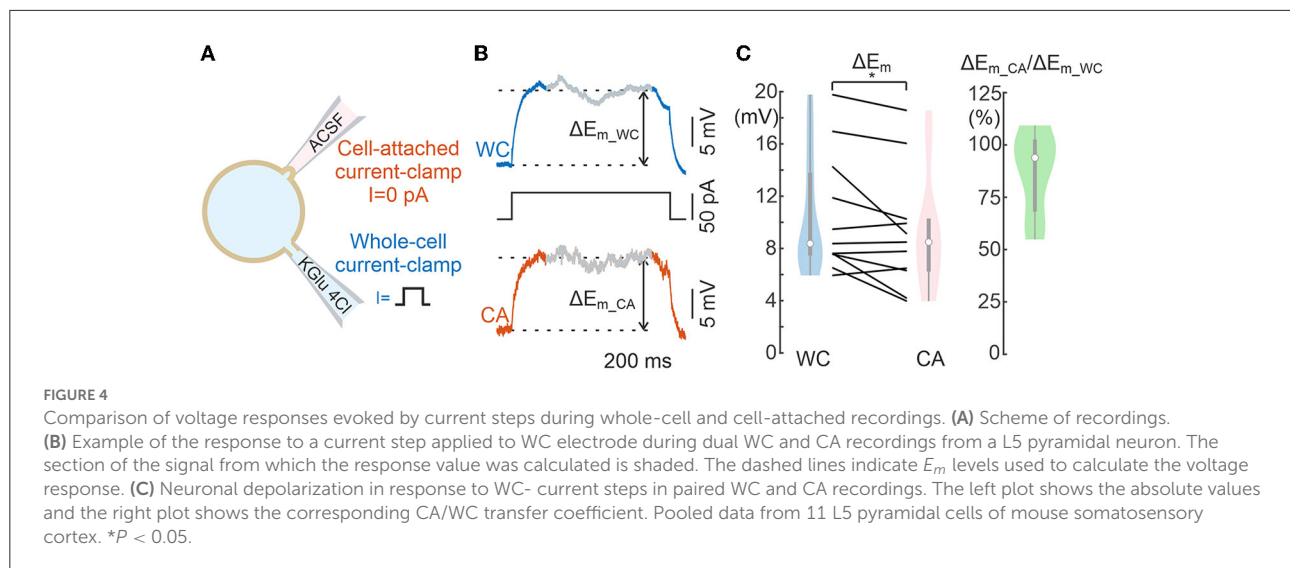 A
ACSF
Cell-attached
current-clamp
I=0 pA
Whole-cell
current-clamp
I=
KGlu 4Cl
B
WC
ΔEm_WC
5 mV
50 pA
CA
ΔEm_CA
5 mV
200 ms
C
ΔEm
*
20
(mV)
16
12
8
4
0
WC
CA
ΔEm_CA/ΔEm_WC
125
(%)
100
75
50
25
0
FIGURE 4
Comparison of voltage responses evoked by current steps during whole-cell and cell-attached recordings. (A) Scheme of recordings.
(B) Example of the response to a current step applied to WC electrode during dual WC and CA recordings from a L5 pyramidal neuron. The
section of the signal from which the response value was calculated is shaded. The dashed lines indicate Em levels used to calculate the voltage
response. (C) Neuronal depolarization in response to WC- current steps in paired WC and CA recordings. The left plot shows the absolute values
and the right plot shows the corresponding CA/WC transfer coefficient. Pooled data from 11 L5 pyramidal cells of mouse somatosensory
cortex. *P < 0.05.